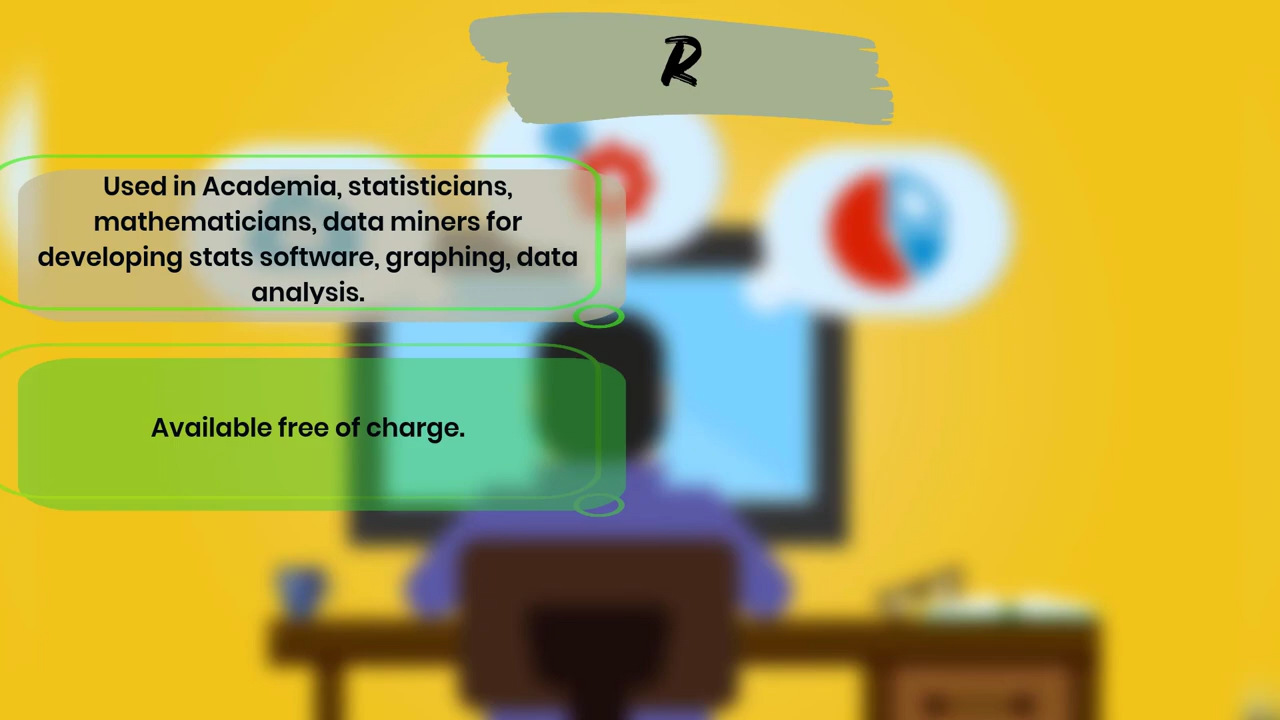 R
Used in Academia, statisticians,
mathematicians, data miners for
developing stats software, graphing, data
analysis.
Available free of charge.